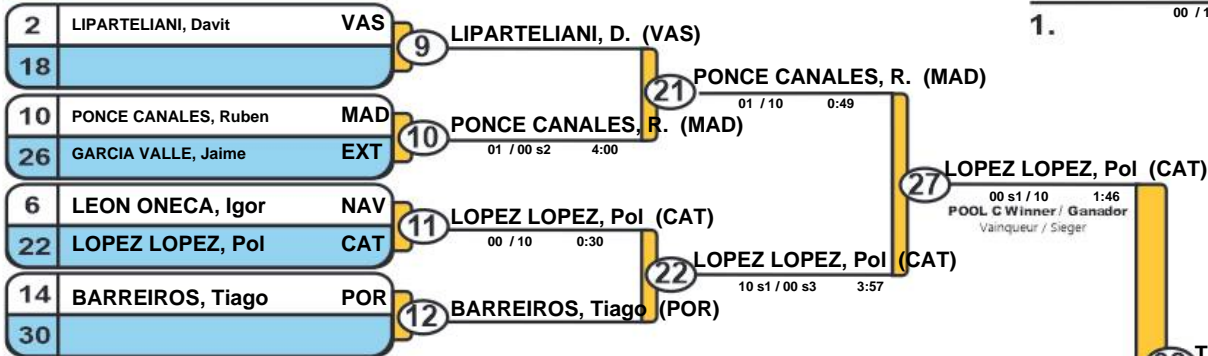 2 LIPARTELIANI, Davit VAS
18
9 LIPARTELIANI, D. (VAS)
10 PONCE CANALES, Ruben MAD
26 GARCIA VALLE, Jaime EXT
10 PONCE CANALES, R. (MAD)
01 / 00 s2 4:00
21 PONCE CANALES, R. (MAD)
01 / 10 0:49
6 LEON ONECA, Igor NAV
22 LOPEZ LOPEZ, Pol CAT
11 LOPEZ LOPEZ, Pol (CAT)
00 / 10 0:30
14 BARREIROS, Tiago POR
30
12 BARREIROS, Tiago (POR)
22 LOPEZ LOPEZ, Pol (CAT)
10 s1 / 00 s3 3:57
27 LOPEZ LOPEZ, Pol (CAT)
00 s1 / 10 1:46
POOL C Winner / Ganador
Vainqueur / Sieger
00 / 1
1.